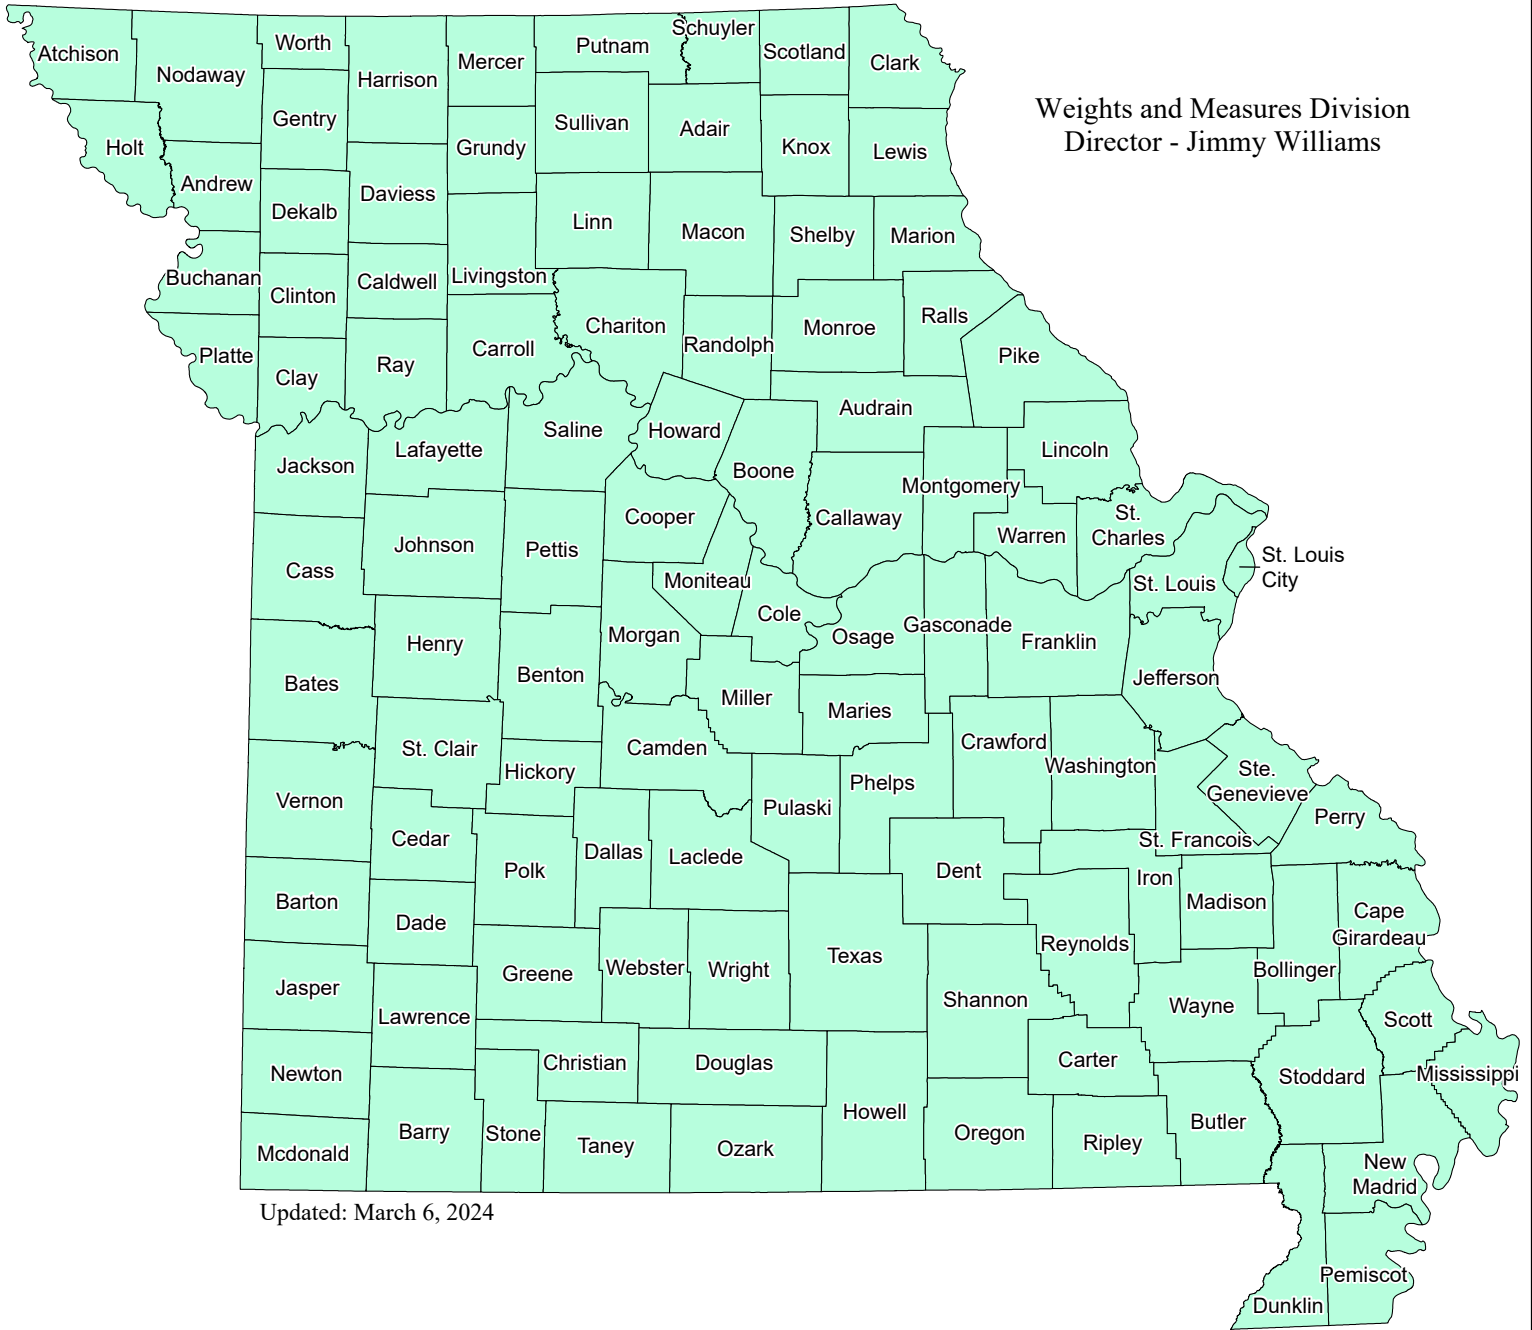 Schuyler
Worth
Putnam
Atchison
Scotland
Mercer
Clark
Nodaway
Harrison
Weights and Measures Division
Director - Jimmy Williams
Gentry
Sullivan
Adair
Holt
Grundy
Knox
Lewis
Andrew
Daviess
Dekalb
Linn
Macon
Shelby
Marion
Buchanan
Caldwell
Livingston
Clinton
Ralls
Chariton
Monroe
Randolph
Carroll
Platte
Pike
Ray
Clay
Audrain
Saline
Howard
Lafayette
Lincoln
Jackson
Boone
Montgomery
Cooper
Callaway
St.
Charles
Warren
Johnson
Pettis
St. Louis
City
Cass
Moniteau
St. Louis
Cole
Gasconade
Morgan
Osage
Henry
Franklin
Benton
Jefferson
Bates
Miller
Maries
St. Clair
Camden
Crawford
Washington
Hickory
Ste.
Genevieve
Phelps
Vernon
Pulaski
Perry
Cedar
St. Francois
Dallas
Laclede
Polk
Dent
Iron
Barton
Madison
Cape
Girardeau
Dade
Reynolds
Texas
Greene
Webster
Wright
Bollinger
Jasper
Shannon
Wayne
Lawrence
Scott
Christian
Douglas
Carter
Newton
Stoddard
Mississippi
Howell
Barry
Stone
Oregon
Butler
Taney
Ozark
Ripley
Mcdonald
New
Madrid
Updated: March 6, 2024
Pemiscot
Dunklin